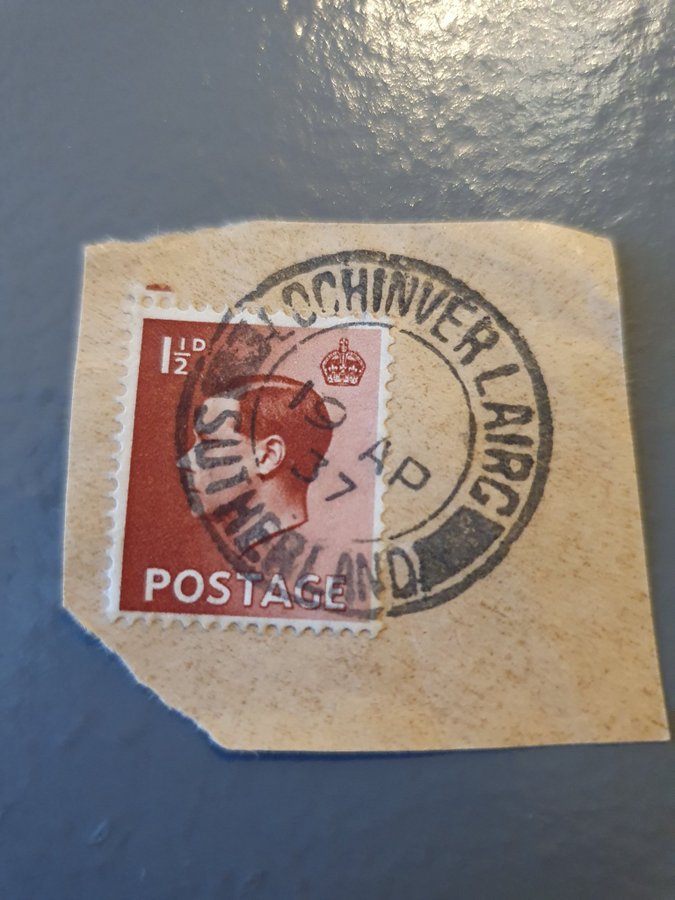 1½D
POSTAGE
LOCHINVER LAIRG
19 AP
37
SUTHERLAND